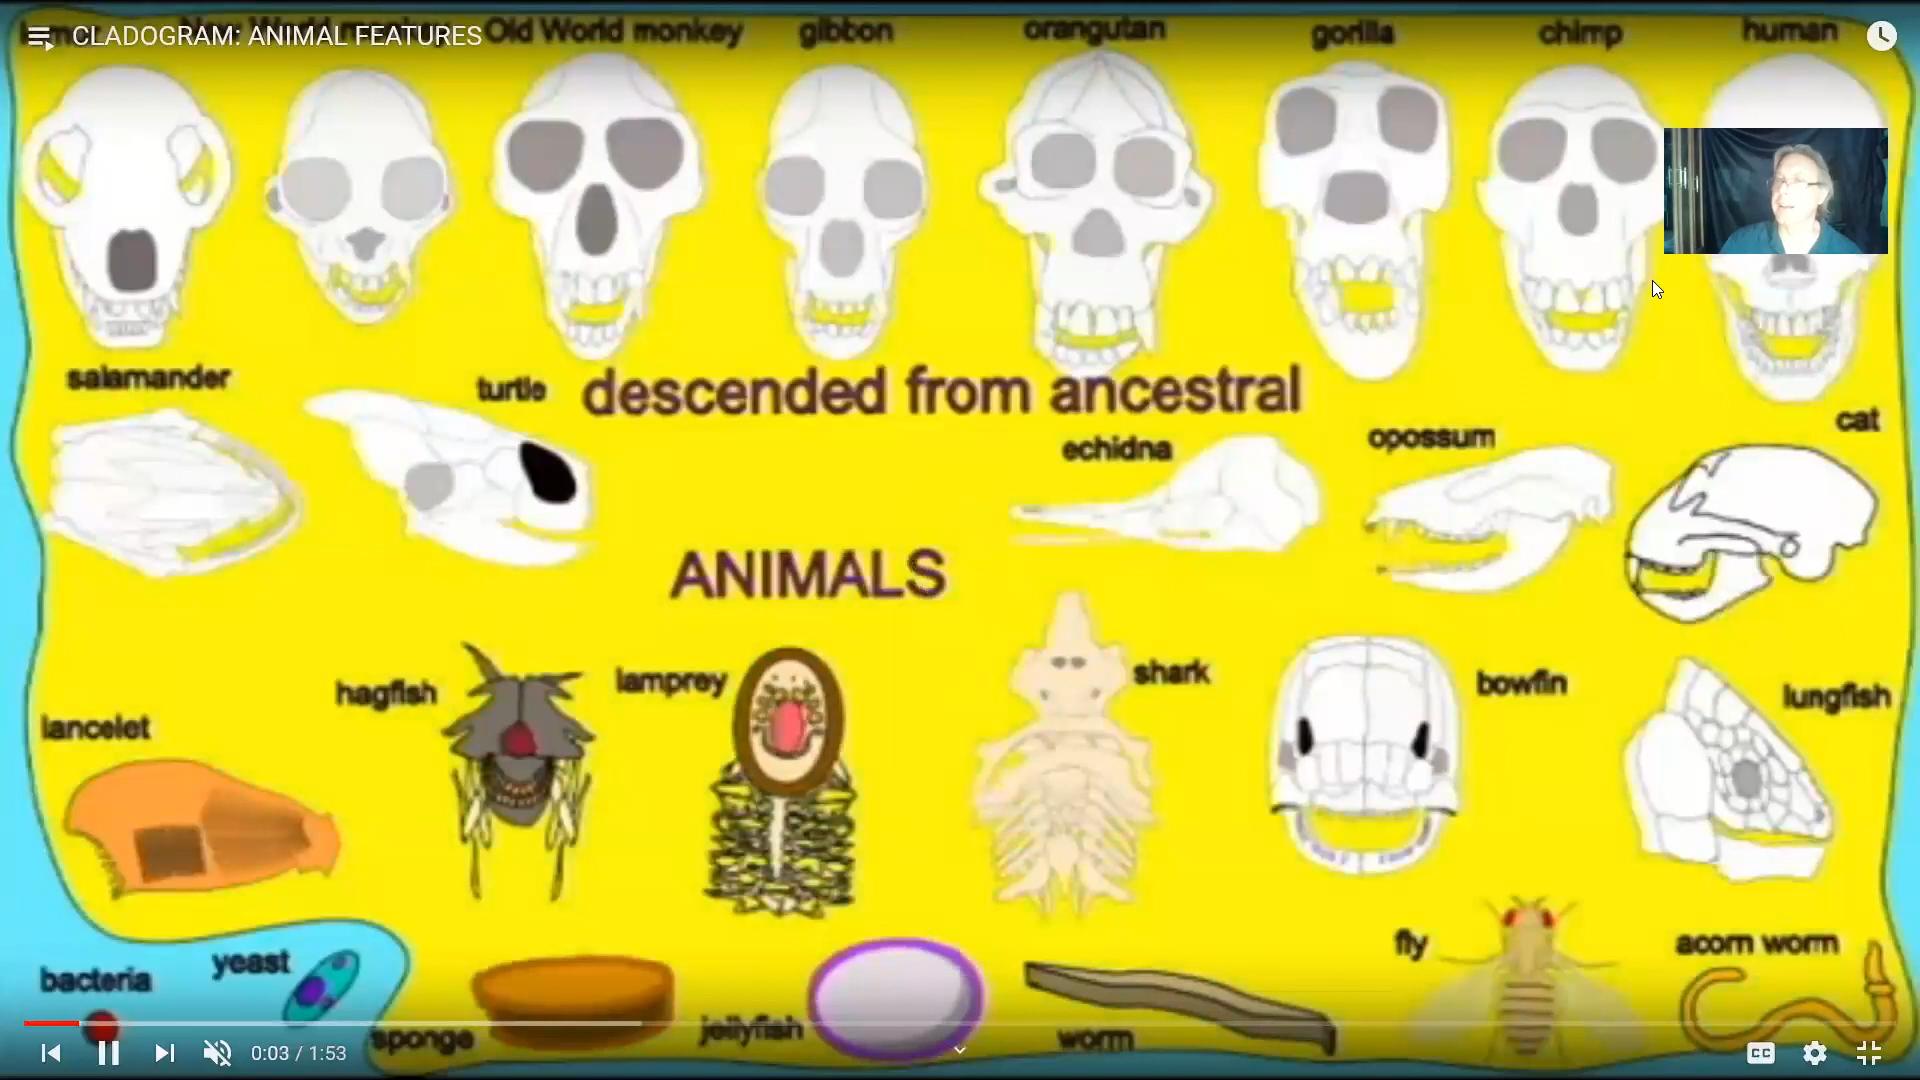 CLADOGRAM: ANIMAL FEATURES
Old World monkey
gibbon
orangutan
gorilla
chimp
human
salamander
turtle
descended from ancestral
echidna
opossum
cat
ANIMALS
hagfish
lamprey
shark
bowfin
lungfish
lancelet
fly
acorn worm
bacteria
yeast
sponge
jellyfish
worm
0:03 / 1:53
CC